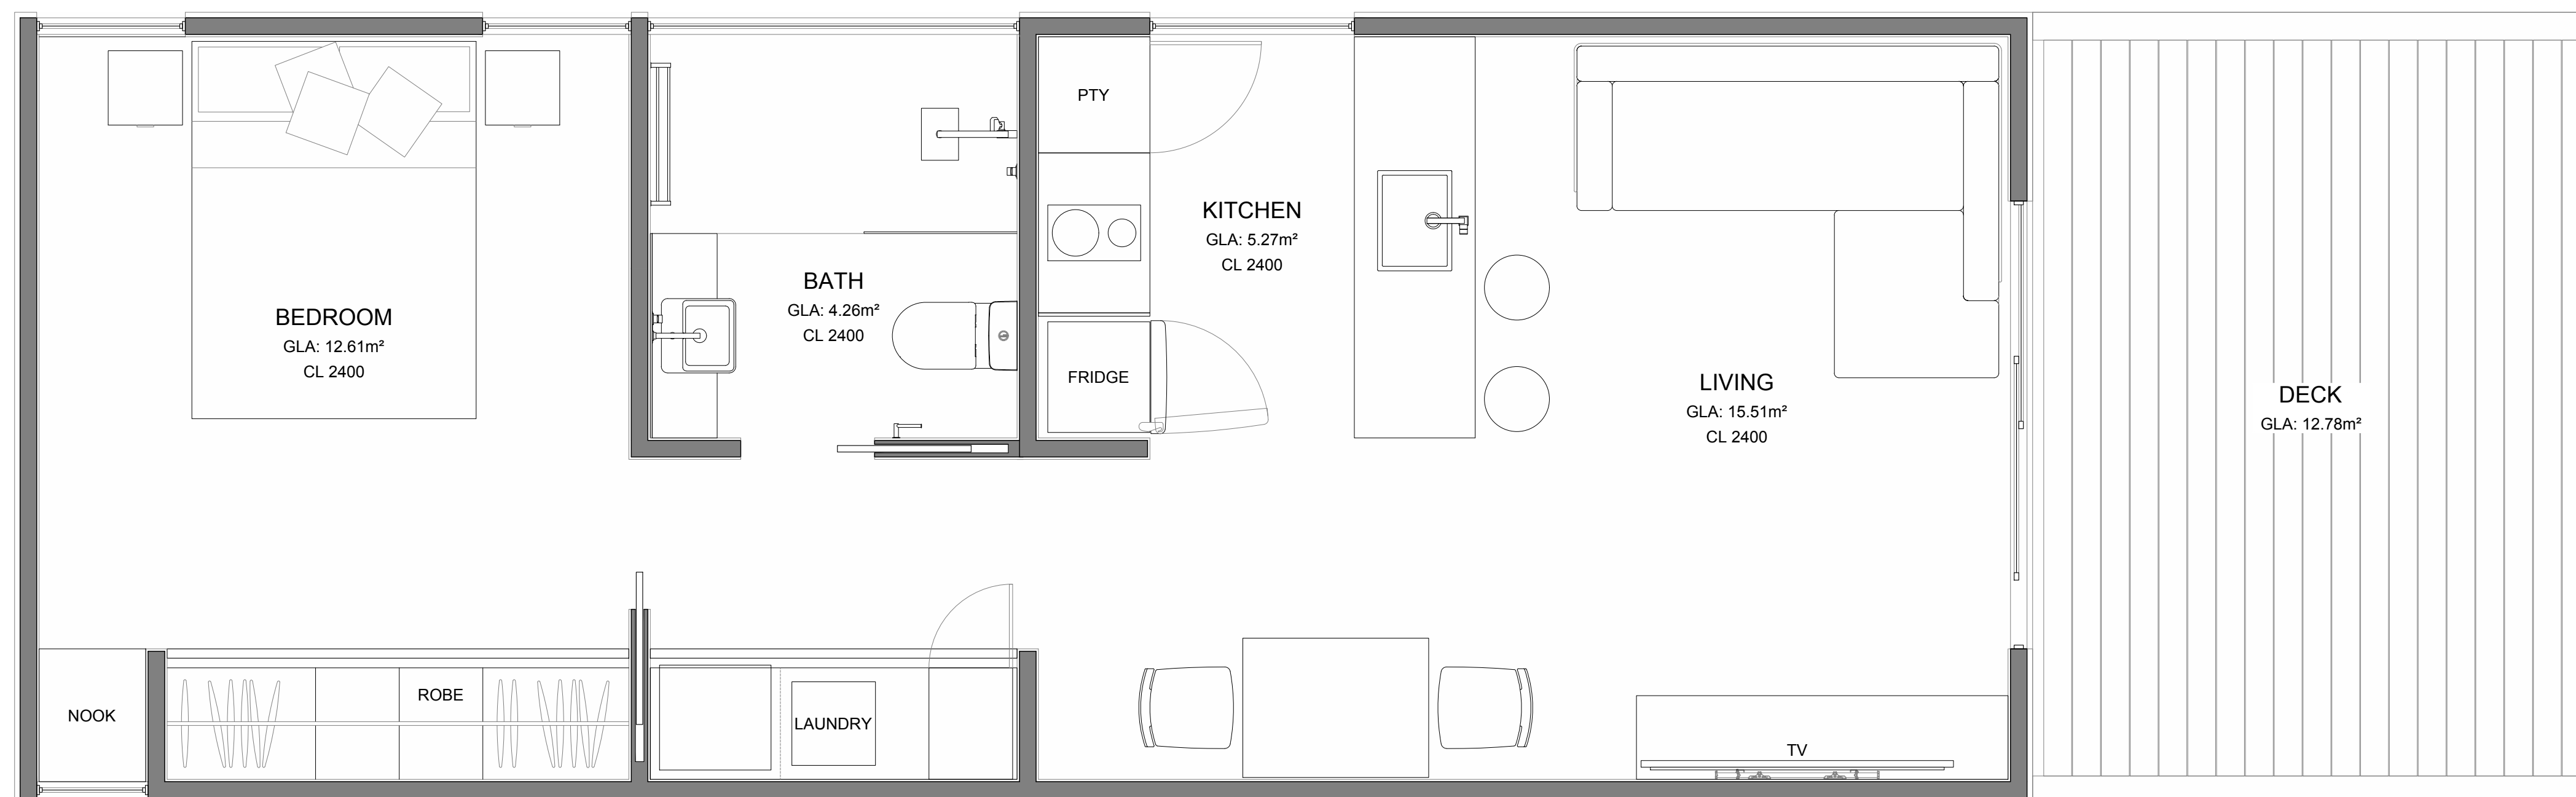 BEDROOM
GLA: 12.61m²
CL 2400
NOOK
ROBE
BATH
GLA: 4.26m²
CL 2400
LAUNDRY
PTY
FRIDGE
KITCHEN
GLA: 5.27m²
CL 2400
LIVING
GLA: 15.51m²
CL 2400
TV
DECK
GLA: 12.78m²